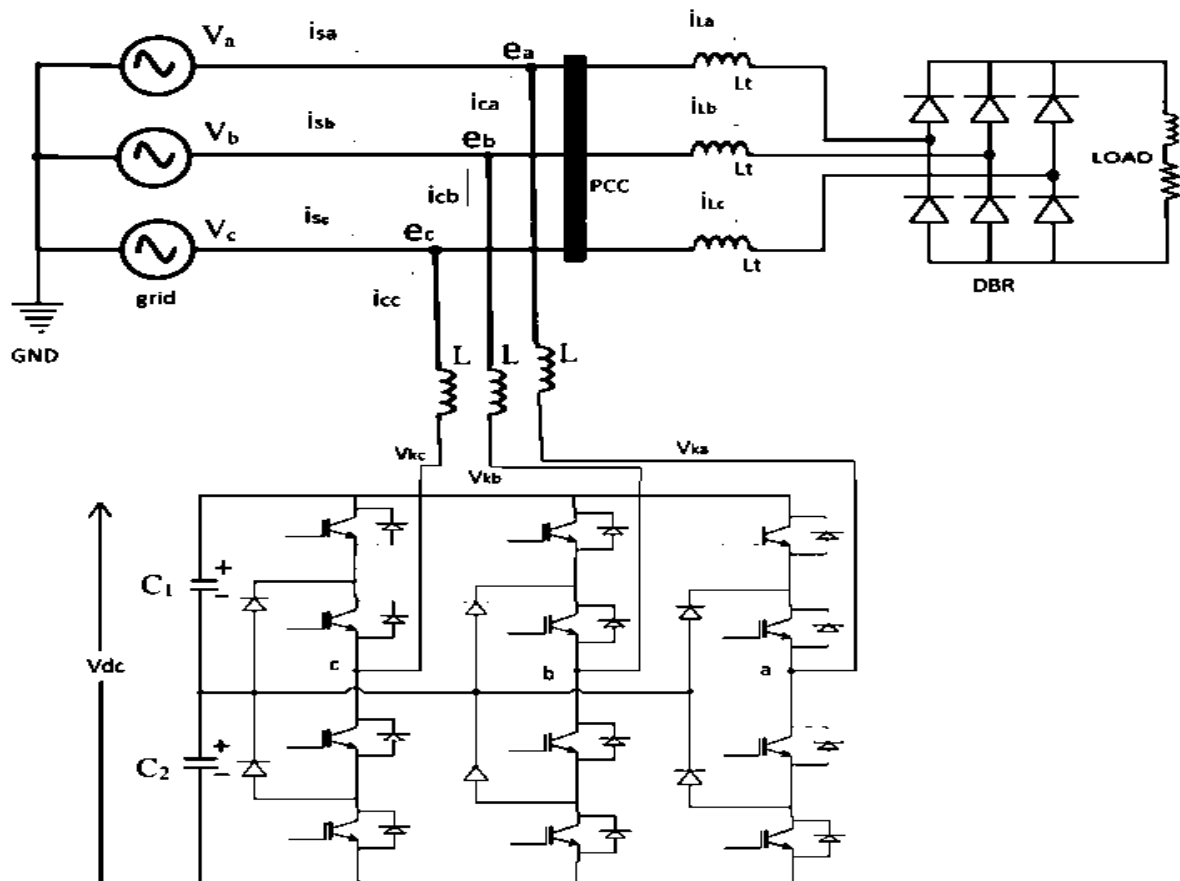 Va isa ea iLa
Lt
ica
Vb isb eb iLb
Lt
LOAD
icb PCC
Vc isc ec iLc
Lt
grid icc DBR
GND
L L L
Vkc Vkb Vka
C1 + -
Vdc
c b a
C2 + -